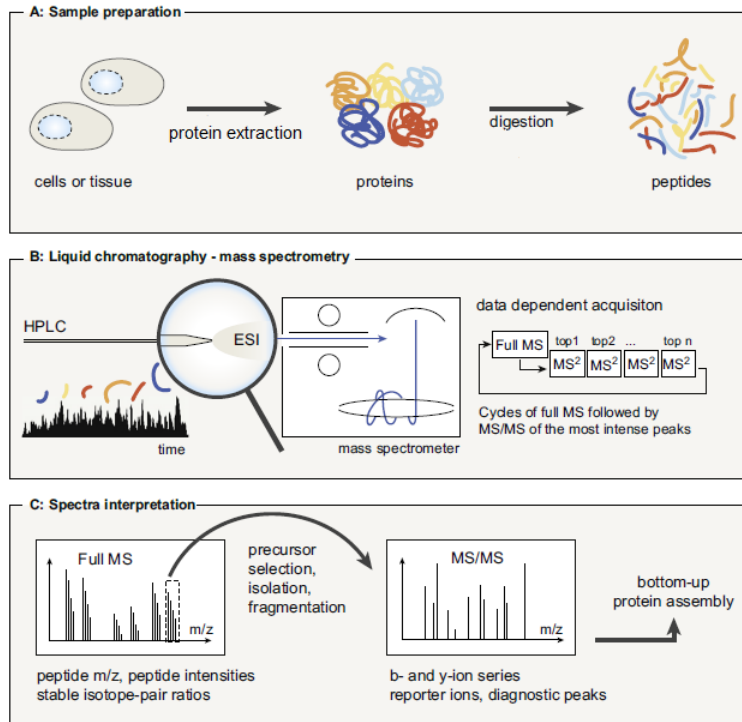 A: Sample preparation
protein extraction
digestion
cells or tissue
proteins
peptides
B: Liquid chromatography - mass spectrometry
HPLC
ESI
time
mass spectrometer
data dependent acquisiton
Full MS
top1 top2 ... top n
MS² MS² MS² MS²
Cycles of full MS followed by
MS/MS of the most intense peaks
C: Spectra interpretation
Full MS
m/z
peptide m/z, peptide intensities
stable isotope-pair ratios
precursor
selection,
isolation,
fragmentation
MS/MS
m/z
b- and y-ion series
reporter ions, diagnostic peaks
bottom-up
protein assembly